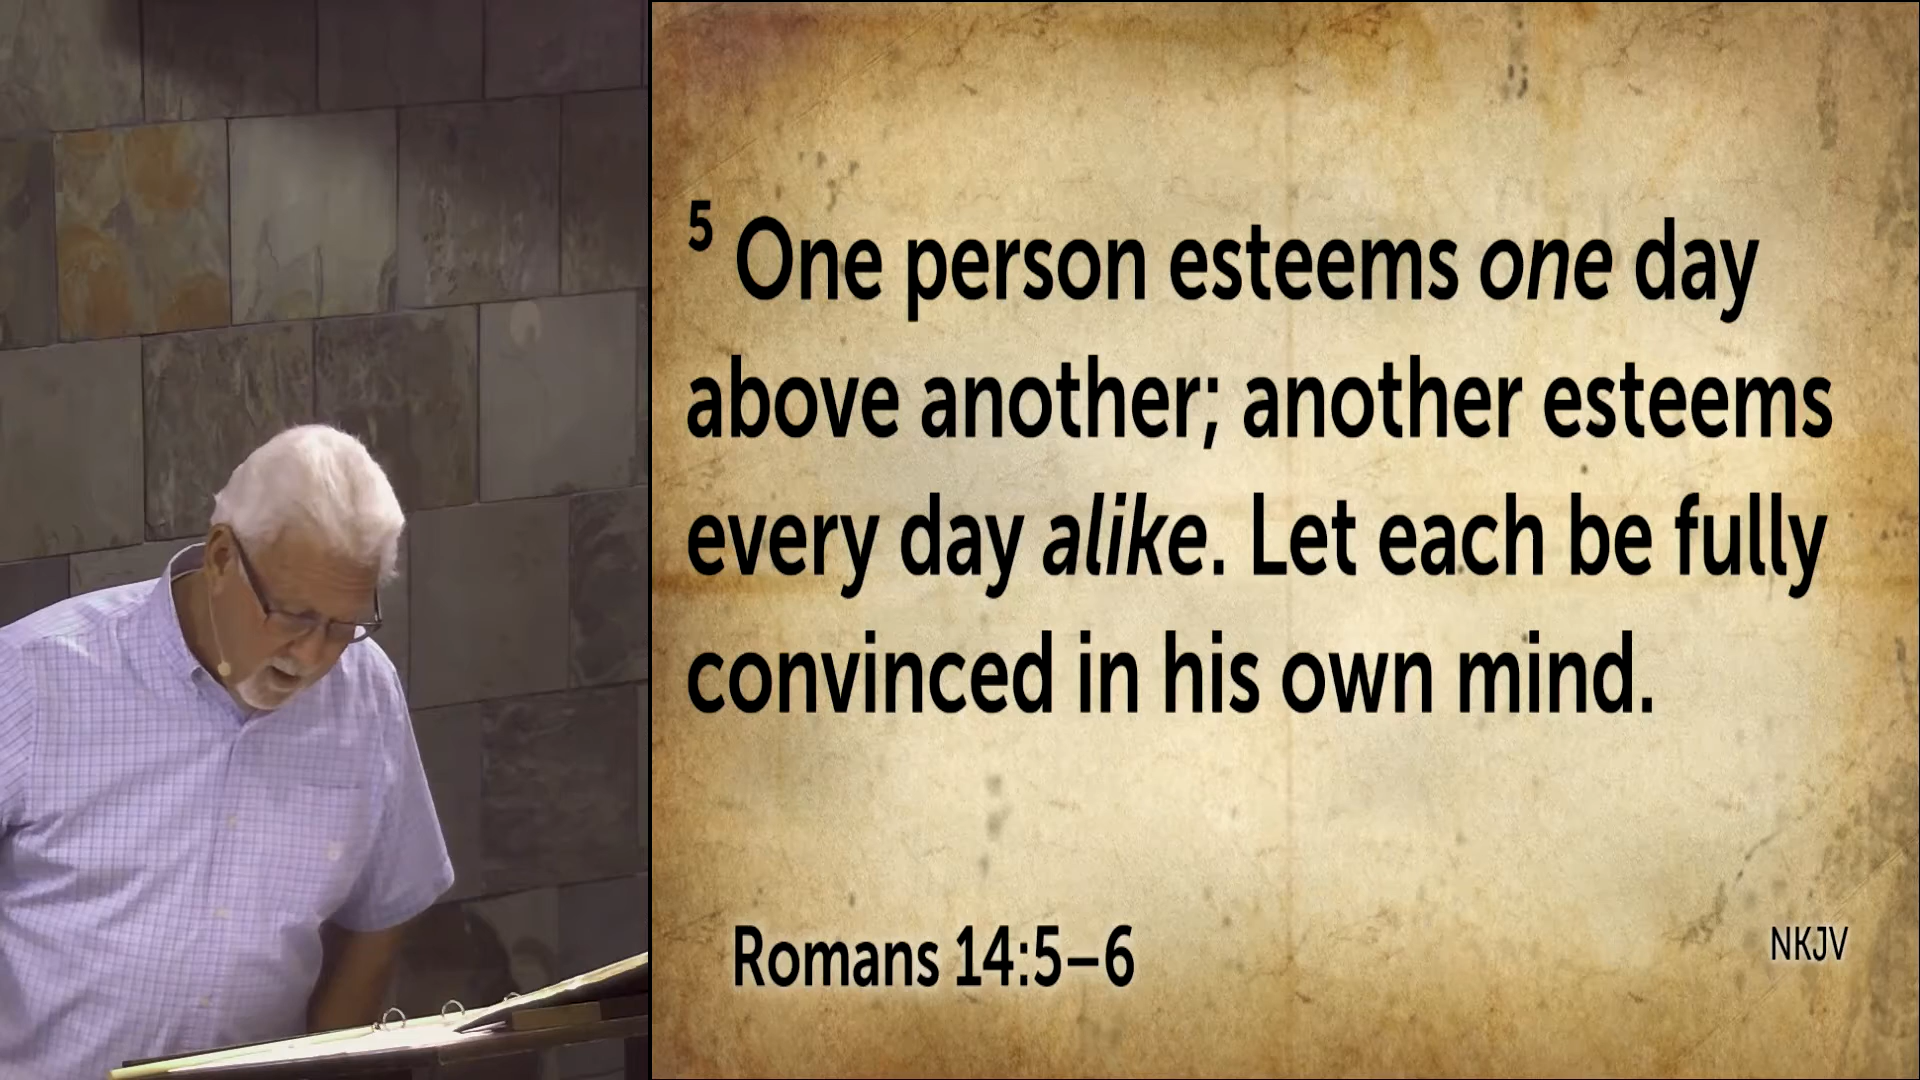 5 One person esteems one day
above another; another esteems
every day alike. Let each be fully
convinced in his own mind.
Romans 14:5–6
NKJV